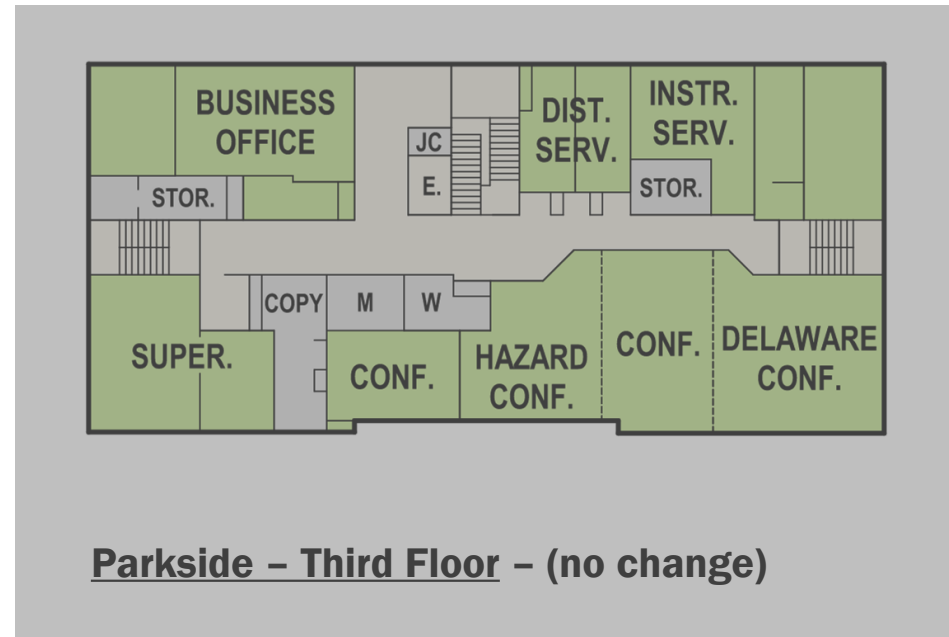 BUSINESS
OFFICE
STOR.
JC
E.
DIST.
SERV.
INSTR.
SERV.
STOR.
SUPER.
COPY
M
W
CONF.
HAZARD
CONF.
CONF.
DELAWARE
CONF.
Parkside – Third Floor – (no change)